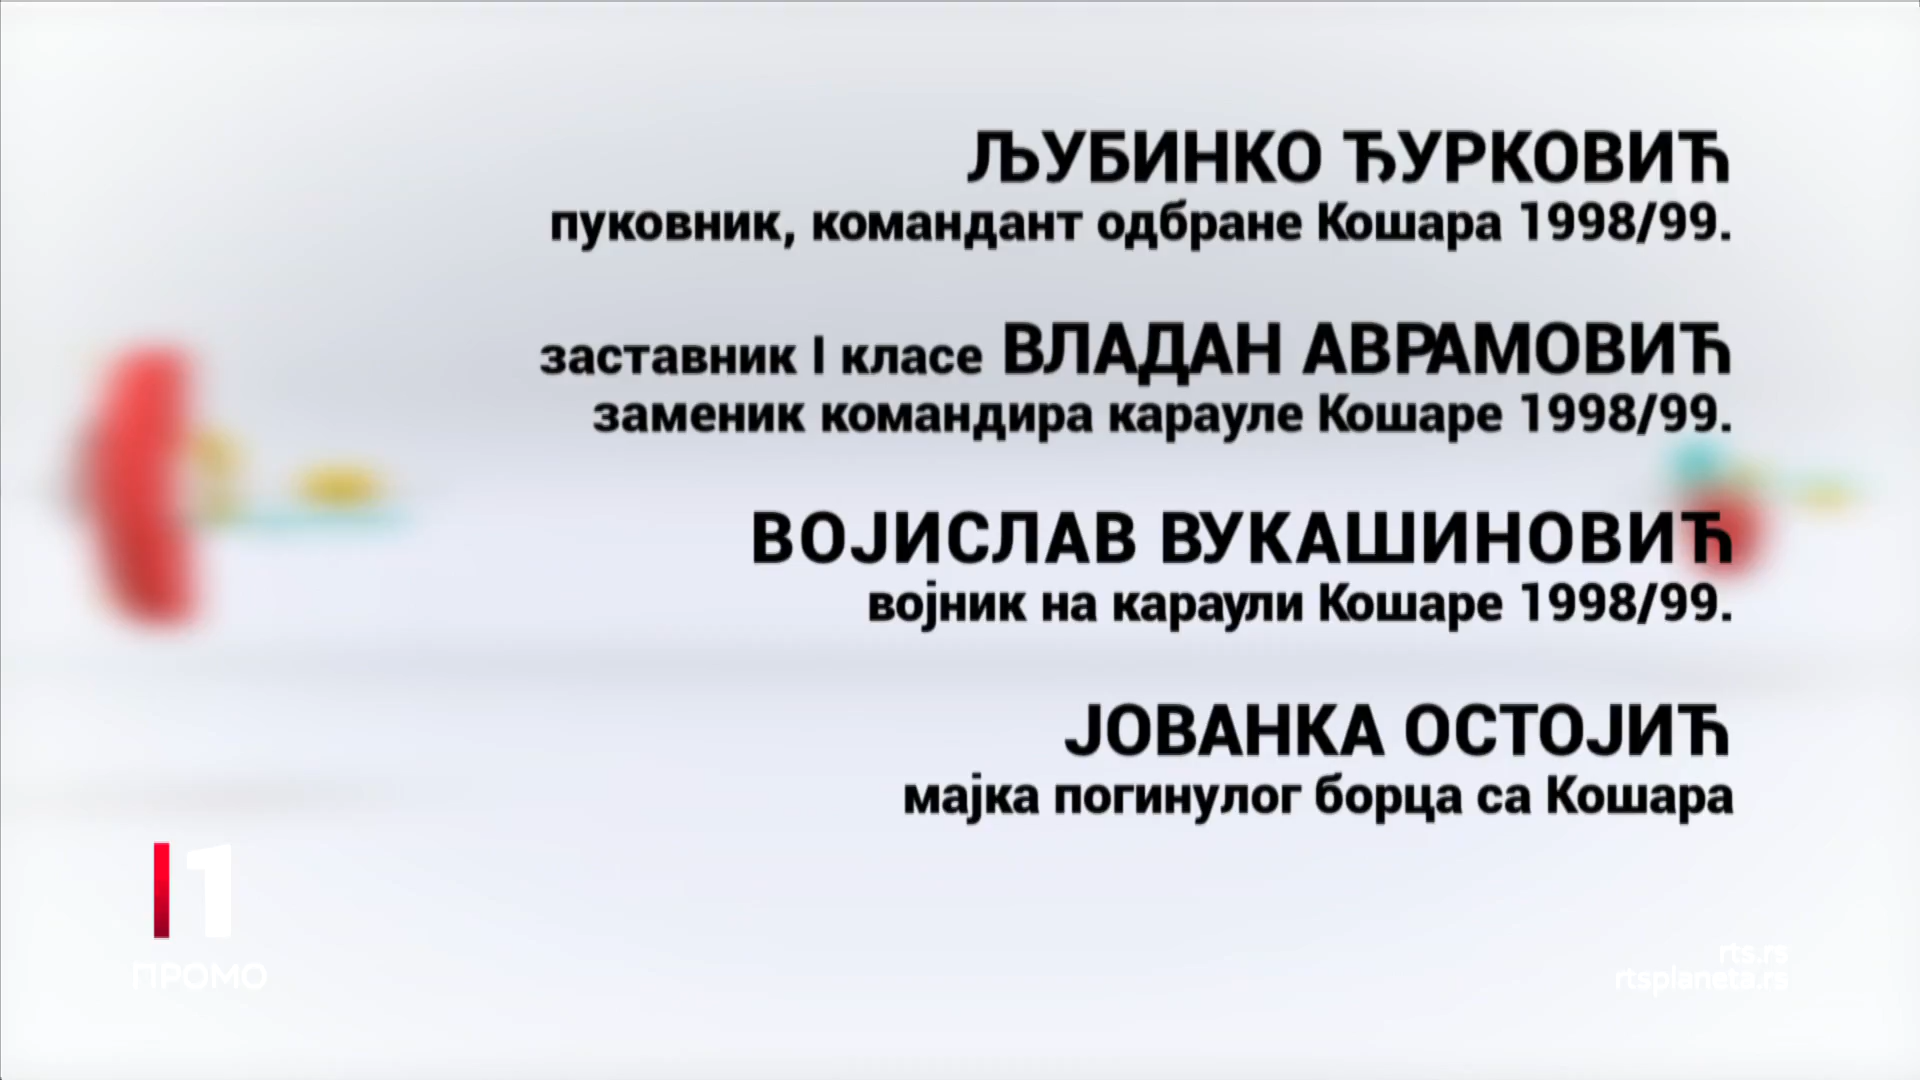 ЉУБИНКО ЂУРКОВИЋ
пуковник, командант одбране Кошара 1998/99.
заставник I класе ВЛАДАН АВРАМОВИЋ
заменик командира карауле Кошаре 1998/99.
ВОЈИСЛАВ ВУКАШИНОВИЋ
војник на караули Кошаре 1998/99.
ЈОВАНКА ОСТОЈИЋ
мајка погинулог борца са Кошара
1
ПРОМО
rts.rs
rtsplaneta.rs